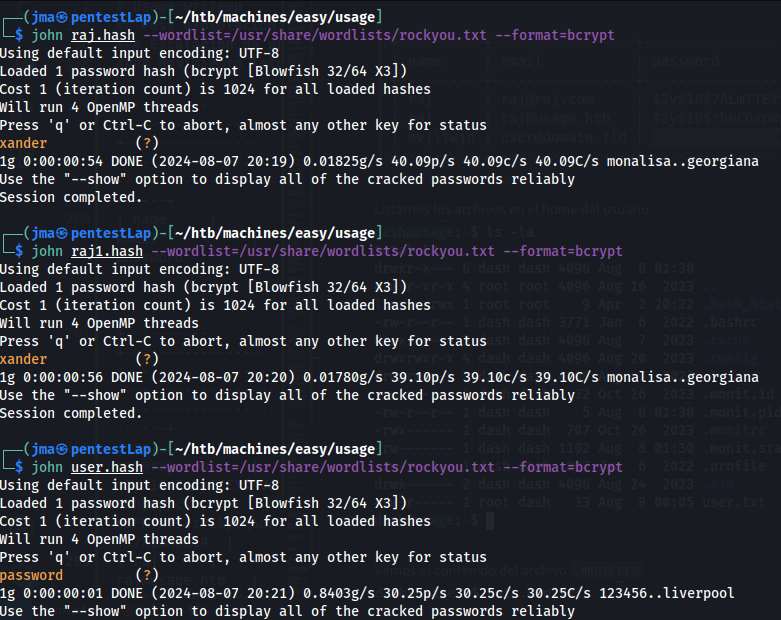 ┌──(jma㉿pentestLap)-[~/htb/machines/easy/usage]
└─$ john raj.hash --wordlist=/usr/share/wordlists/rockyou.txt --format=bcrypt
Using default input encoding: UTF-8
Loaded 1 password hash (bcrypt [Blowfish 32/64 X3])
Cost 1 (iteration count) is 1024 for all loaded hashes
Will run 4 OpenMP threads
Press 'q' or Ctrl-C to abort, almost any other key for status
xander           (?)
1g 0:00:00:54 DONE (2024-08-07 20:19) 0.01825g/s 40.09p/s 40.09c/s 40.09C/s monalisa..georgiana
Use the "--show" option to display all of the cracked passwords reliably
Session completed.
┌──(jma㉿pentestLap)-[~/htb/machines/easy/usage]
└─$ john raj1.hash --wordlist=/usr/share/wordlists/rockyou.txt --format=bcrypt
Using default input encoding: UTF-8
Loaded 1 password hash (bcrypt [Blowfish 32/64 X3])
Cost 1 (iteration count) is 1024 for all loaded hashes
Will run 4 OpenMP threads
Press 'q' or Ctrl-C to abort, almost any other key for status
xander           (?)
1g 0:00:00:56 DONE (2024-08-07 20:20) 0.01780g/s 39.10p/s 39.10c/s 39.10C/s monalisa..georgiana
Use the "--show" option to display all of the cracked passwords reliably
Session completed.
┌──(jma㉿pentestLap)-[~/htb/machines/easy/usage]
└─$ john user.hash --wordlist=/usr/share/wordlists/rockyou.txt --format=bcrypt
Using default input encoding: UTF-8
Loaded 1 password hash (bcrypt [Blowfish 32/64 X3])
Cost 1 (iteration count) is 1024 for all loaded hashes
Will run 4 OpenMP threads
Press 'q' or Ctrl-C to abort, almost any other key for status
password         (?)
1g 0:00:00:01 DONE (2024-08-07 20:21) 0.8403g/s 30.25p/s 30.25c/s 30.25C/s 123456..liverpool
Use the "--show" option to display all of the cracked passwords reliably